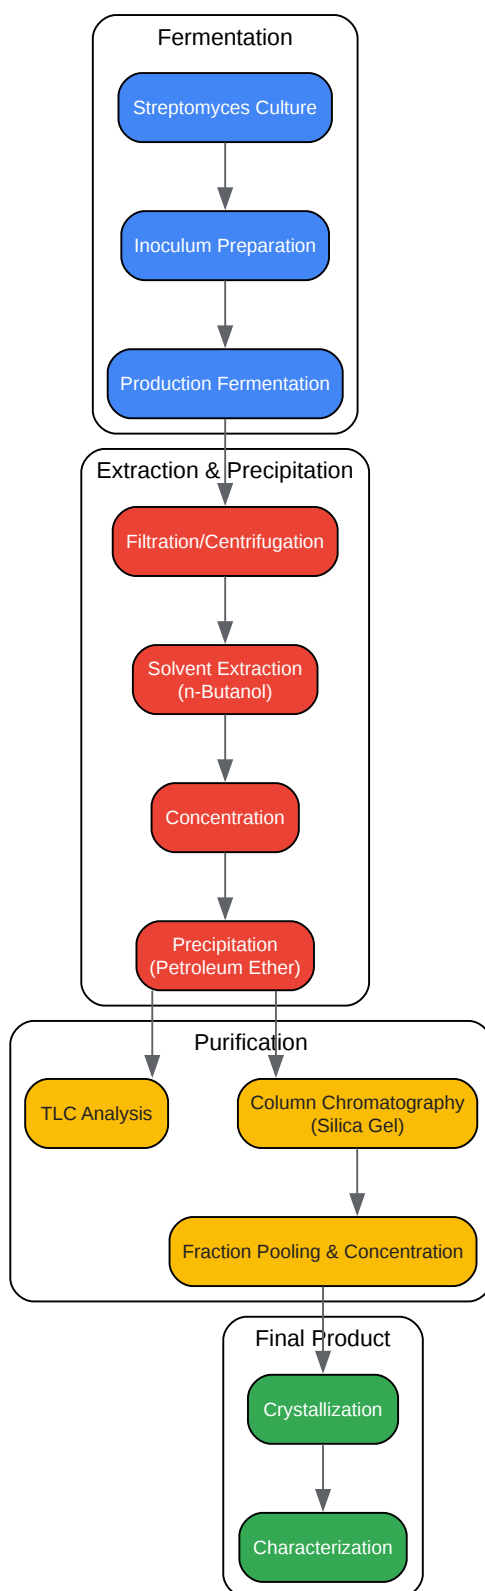 Fermentation
Streptomyces Culture
Inoculum Preparation
Production Fermentation
Extraction & Precipitation
Filtration/Centrifugation
Solvent Extraction
(n-Butanol)
Concentration
Precipitation
(Petroleum Ether)
Purification
TLC Analysis
Column Chromatography
(Silica Gel)
Fraction Pooling & Concentration
Final Product
Crystallization
Characterization